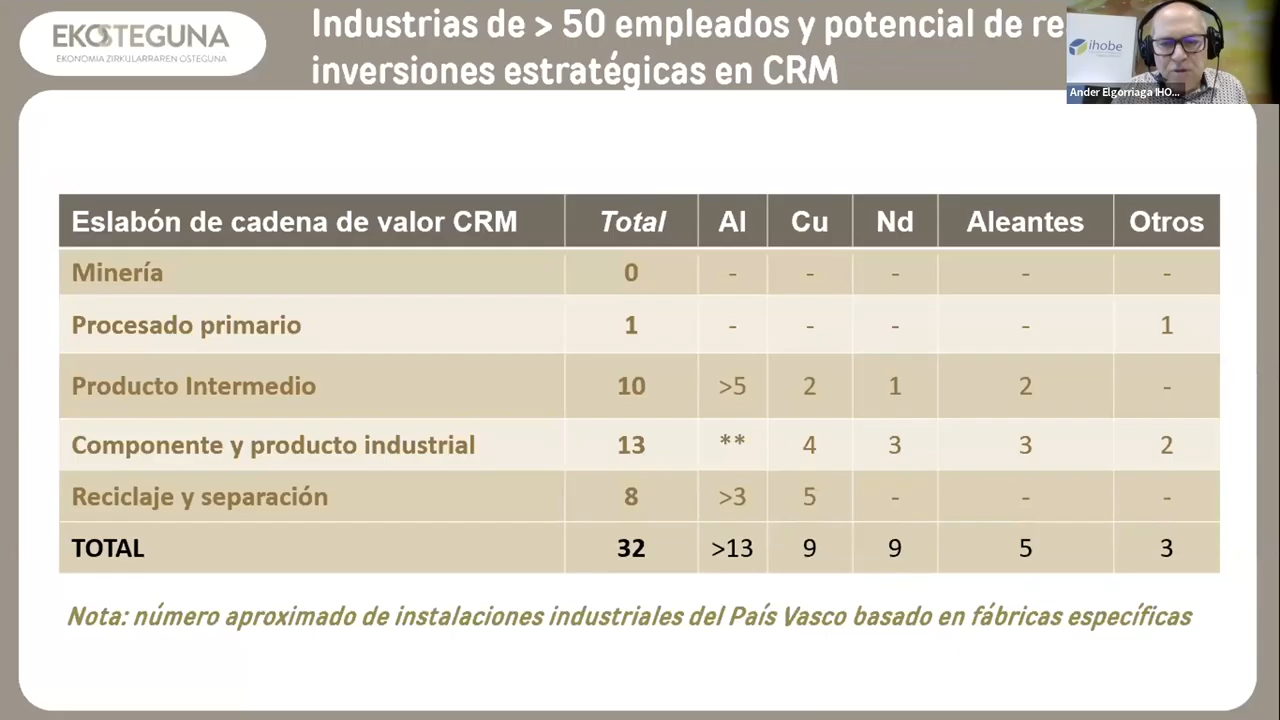 EKOSTEGUNA
EKONOMIA ZIRKULARRAREN OSTEGUNA
Industrias de > 50 empleados y potencial de re
inversiones estratégicas en CRM
ihobe
Ander Elgorriaga IHO...
Eslabón de cadena de valor CRM Total Al Cu Nd Aleantes Otros
Minería 0 - - - - -
Procesado primario 1 - - - - 1
Producto Intermedio 10 >5 2 1 2 -
Componente y producto industrial 13 ** 4 3 3 2
Reciclaje y separación 8 >3 5 - - -
TOTAL 32 >13 9 9 5 3
Nota: número aproximado de instalaciones industriales del País Vasco basado en fábricas específicas